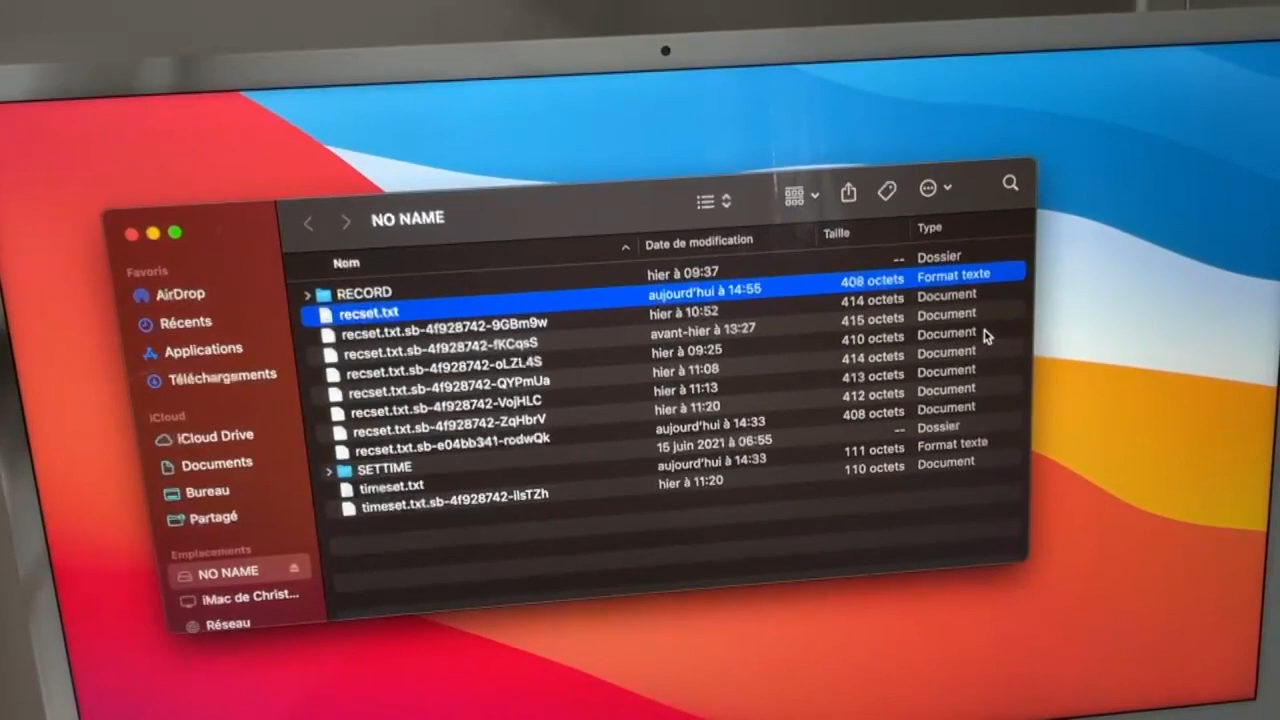 NO NAME
Nom Date de modification Taille Type
RECORD hier à 09:37 -- Dossier
recset.txt aujourd'hui à 14:55 408 octets Format texte
recset.txt.sb-4f928742-9GBm9w hier à 10:52 414 octets Document
recset.txt.sb-4f928742-fKCqsS avant-hier à 13:27 415 octets Document
recset.txt.sb-4f928742-oLZL4S hier à 09:25 410 octets Document
recset.txt.sb-4f928742-QYPmUa hier à 11:08 414 octets Document
recset.txt.sb-4f928742-VojHLC hier à 11:13 413 octets Document
recset.txt.sb-4f928742-ZqHbrV hier à 11:20 412 octets Document
recset.txt.sb-e04bb341-rodwQk aujourd'hui à 14:33 408 octets Document
SETTIME 15 juin 2021 à 06:55 -- Dossier
timeset.txt aujourd'hui à 14:33 111 octets Format texte
timeset.txt.sb-4f928742-ilsTZh hier à 11:20 110 octets Document
Favoris
AirDrop
Récents
Applications
Téléchargements
iCloud
iCloud Drive
Documents
Bureau
Partagé
Emplacements
NO NAME
iMac de Christ...
Réseau